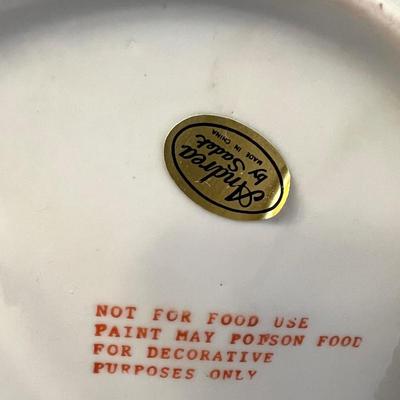 Andrea
by Sadek
MADE IN CHINA
NOT FOR FOOD USE
PAINT MAY POISON FOOD
FOR DECORATIVE
PURPOSES ONLY